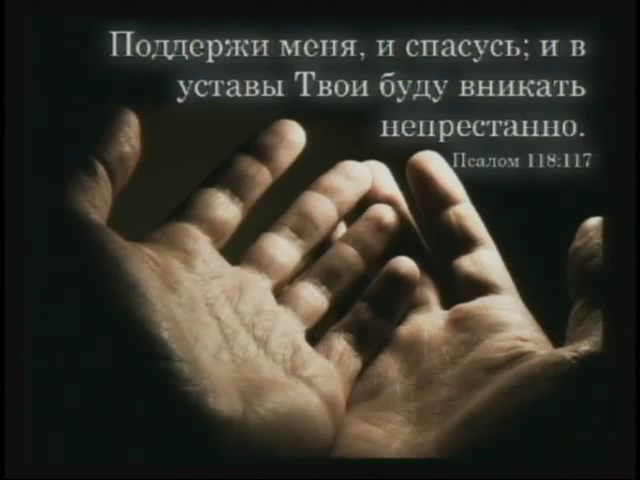 Поддержи меня, и спасусь; и в
уставы Твои буду вникать
непрестанно.
Псалом 118:117